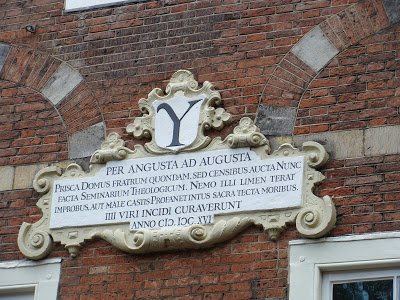 Y
PER ANGUSTA AD AUGUSTA
PRISCA DOMUS FRATRUM QUONDAM, SED CENSIBUS AUCTA NUNC
FACTA SEMINARIUM THEOLOGICUM. NEMO ILLI LIMEN TERAT
IMPROBUS, AUT MALE CASTIS PROFANET INTUS SACRA TECTA MORIBUS.
IIII VIRI INCIDI CURAVERUNT
ANNO CIↃ. IↃC. XVI.